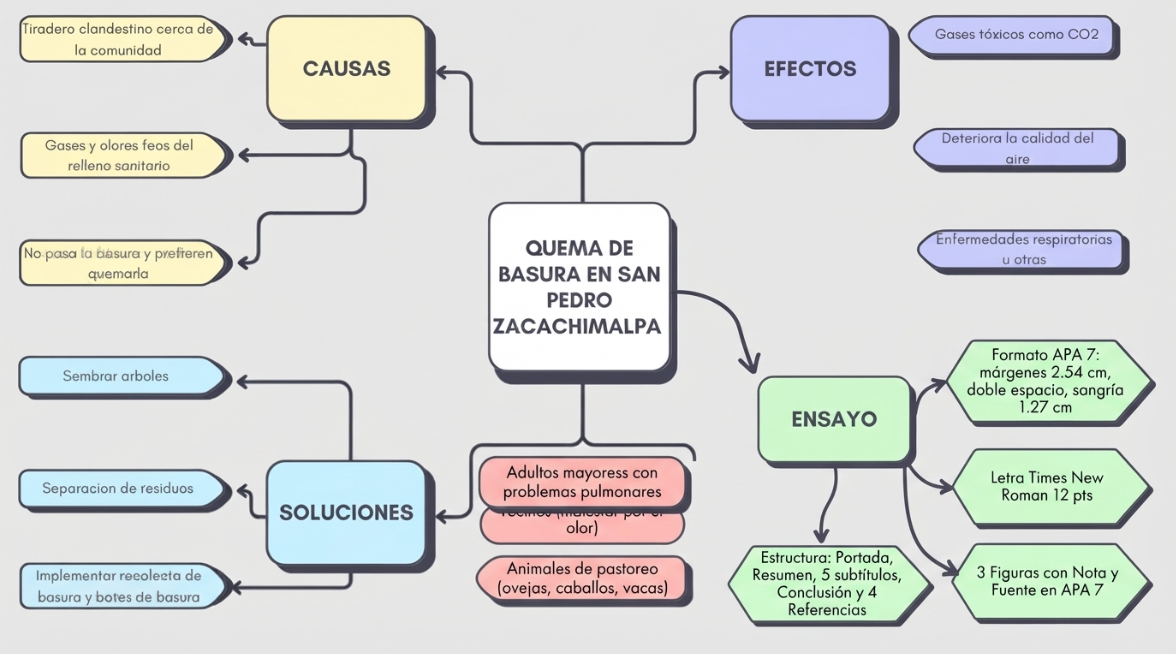 Tiradero clandestino cerca de
la comunidad
CAUSAS
EFECTOS
Gases tóxicos como CO2
Gases y olores feos del
relleno sanitario
Deteriora la calidad del
aire
No pasa la basura y prefieren
quemarla
QUEMA DE
BASURA EN SAN
PEDRO
ZACACHIMALPA
Enfermedades respiratorias
u otras
Sembrar arboles
Separacion de residuos
Implementar recolecta de
basura y botes de basura
SOLUCIONES
Adultos mayoress con
problemas pulmonares
olor)
Animales de pastoreo
(ovejas, caballos, vacas)
ENSAYO
Formato APA 7:
márgenes 2.54 cm,
doble espacio, sangría
1.27 cm
Letra Times New
Roman 12 pts
3 Figuras con Nota y
Fuente en APA 7
Estructura: Portada,
Resumen, 5 subtítulos,
Conclusión y 4
Referencias